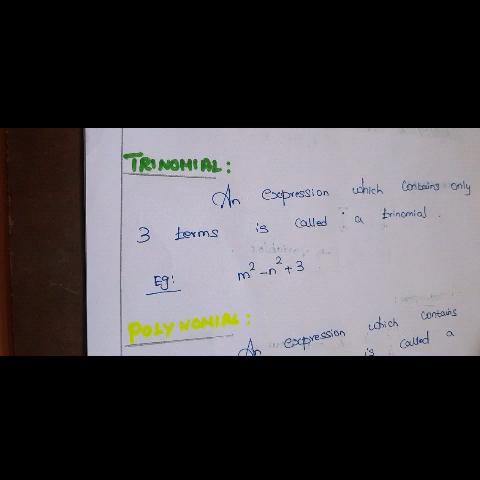 TRINOMIAL:
An expression which contains only
3 terms is called a trinomial.
Eg: m² - n² + 3
POLYNOMIAL:
An expression which contains
is called a